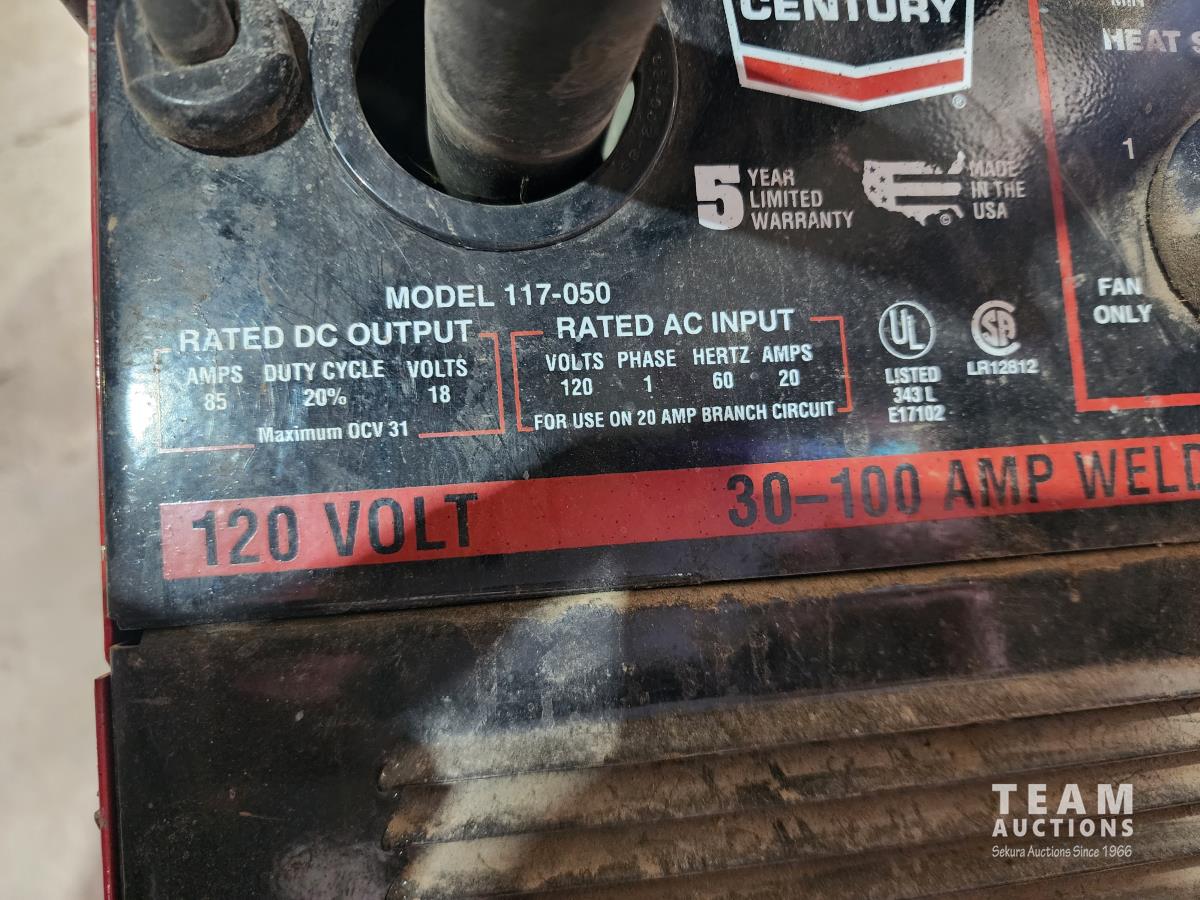 CENTURY
®
MIN
HEAT S
1
5 YEAR
LIMITED
WARRANTY
MADE
IN THE
USA
©
FAN
ONLY
MODEL 117-050
RATED DC OUTPUT
AMPS DUTY CYCLE VOLTS
85 20% 18
Maximum OCV 31
RATED AC INPUT
VOLTS PHASE HERTZ AMPS
120 1 60 20
FOR USE ON 20 AMP BRANCH CIRCUIT
UL
LISTED
343 L
E17102
SA
LR12812
120 VOLT 30-100 AMP WELD
TEAM
AUCTIONS
Sekura Auctions Since 1966